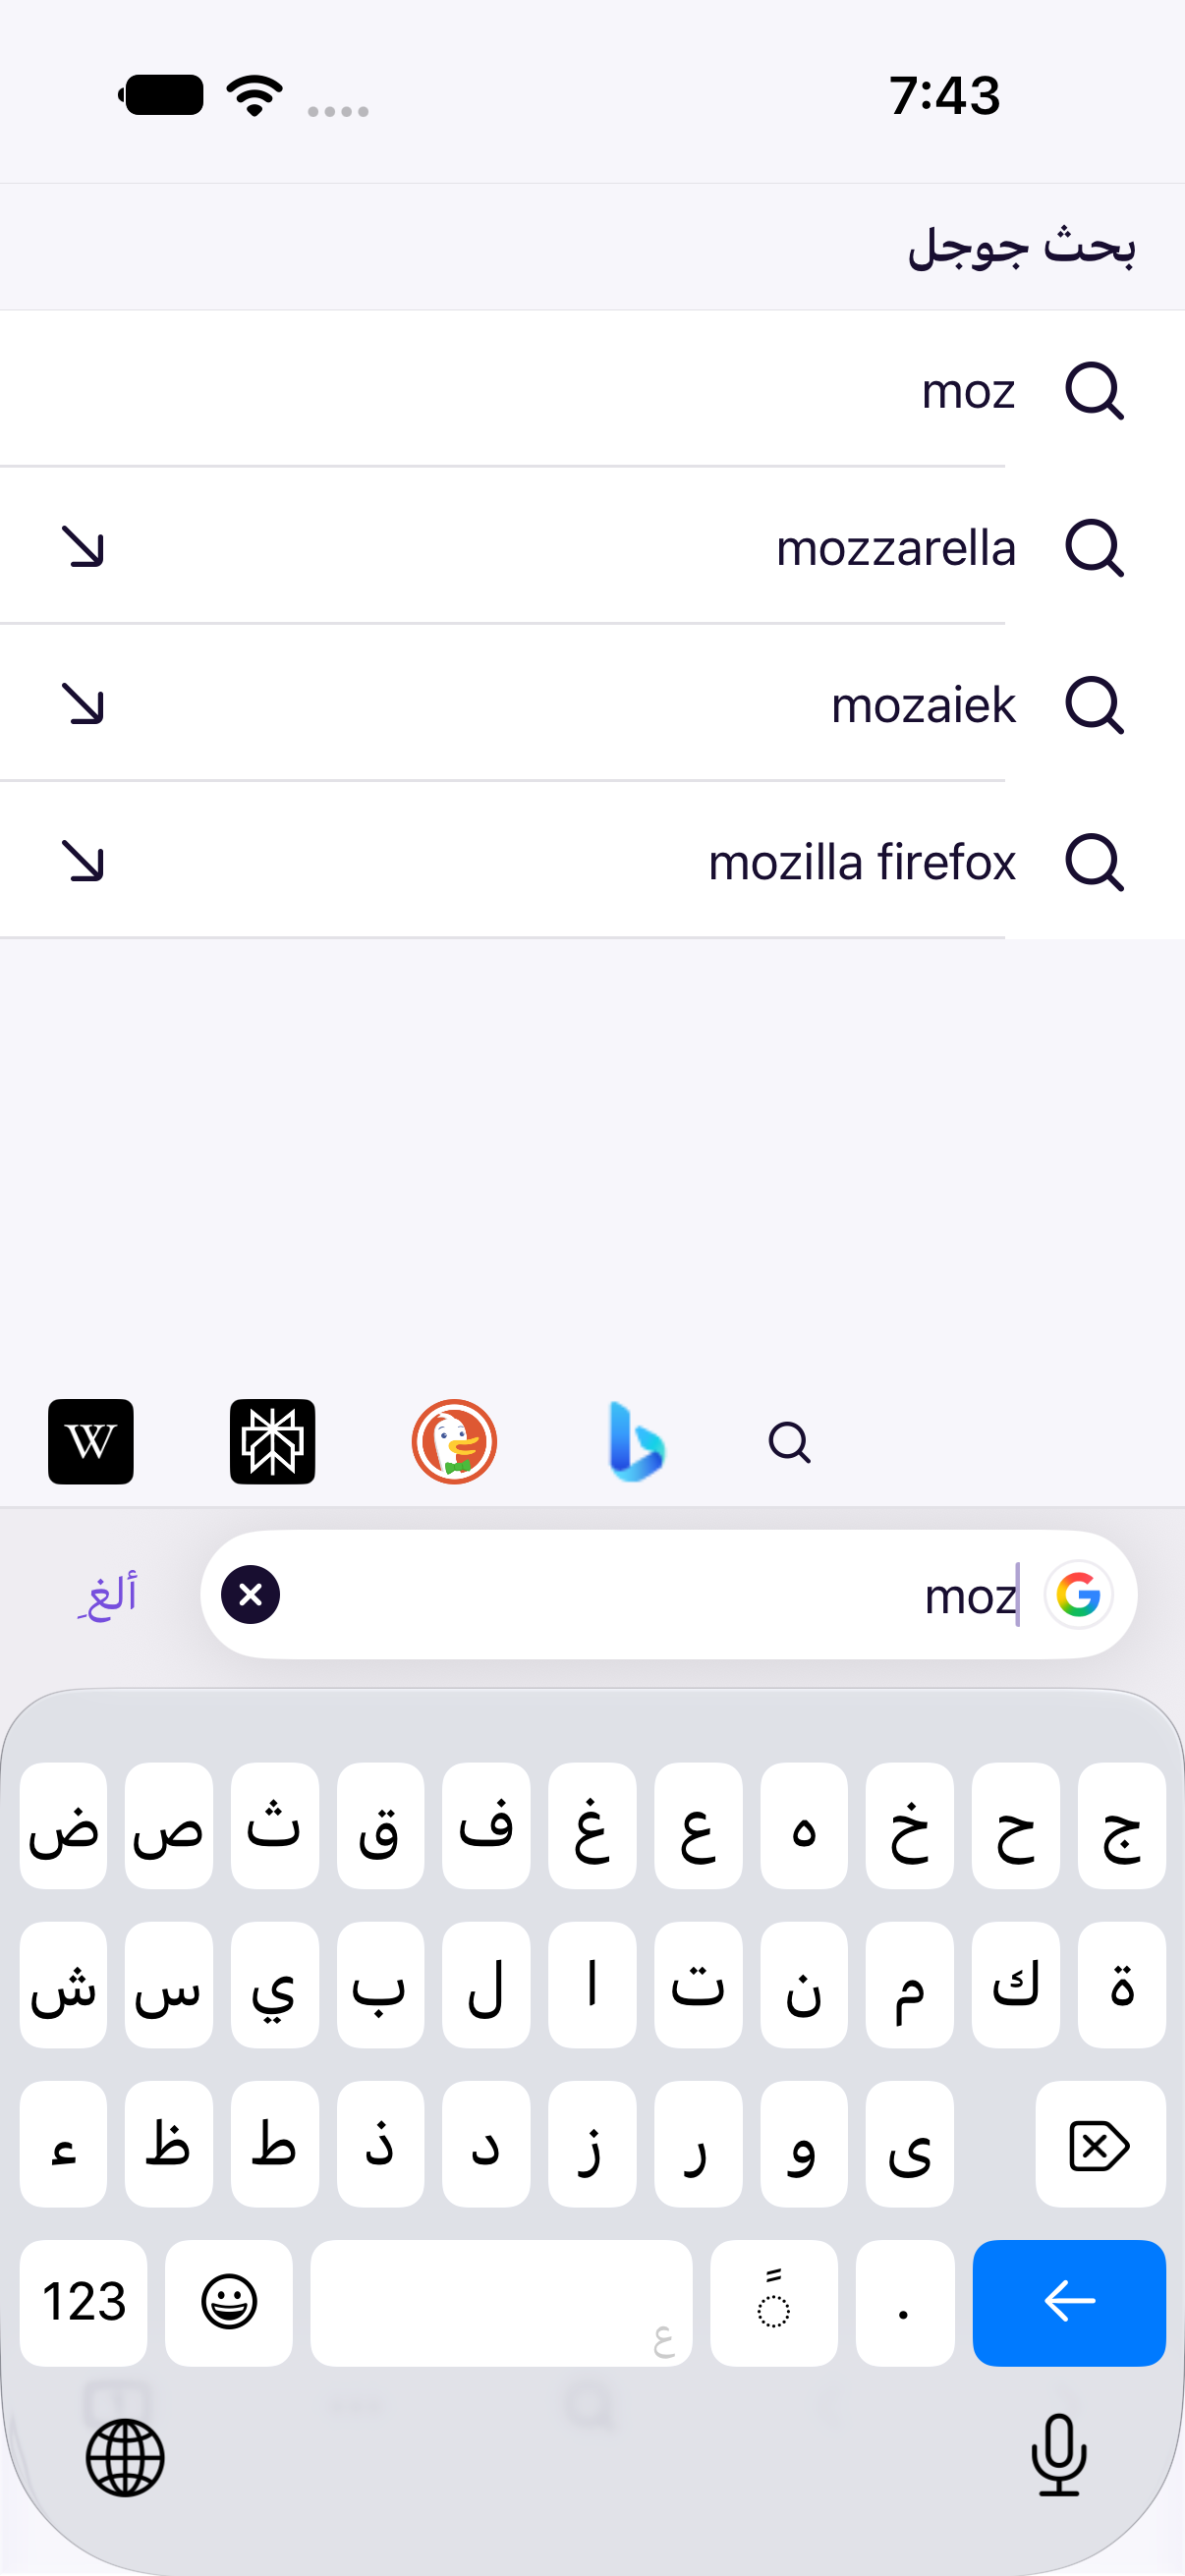 7:43
بحث جوجل
moz
mozzarella
mozaiek
mozilla firefox
W
moz
ألغِ
ض ص ث ق ف غ ع ه خ ح ج
ش س ي ب ل ا ت ن م ك ة
ء ظ ط ذ د ز ر و ى
123 ع ً .